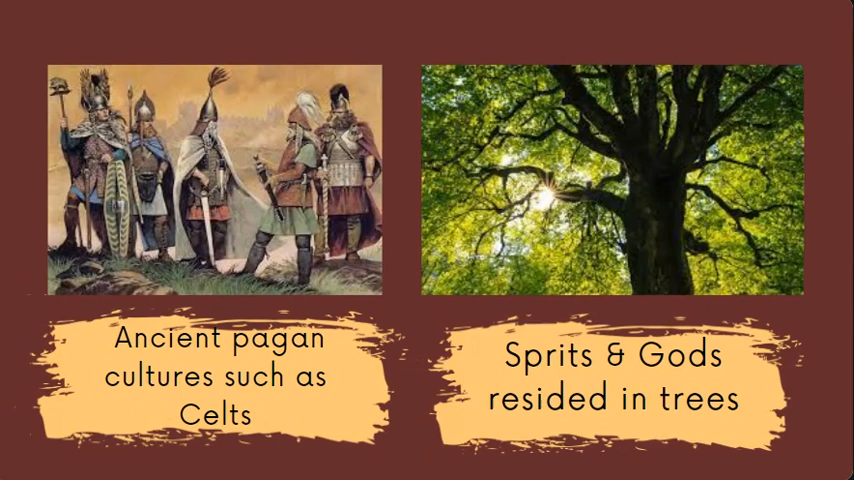 Ancient pagan
cultures such as
Celts
Sprits & Gods
resided in trees